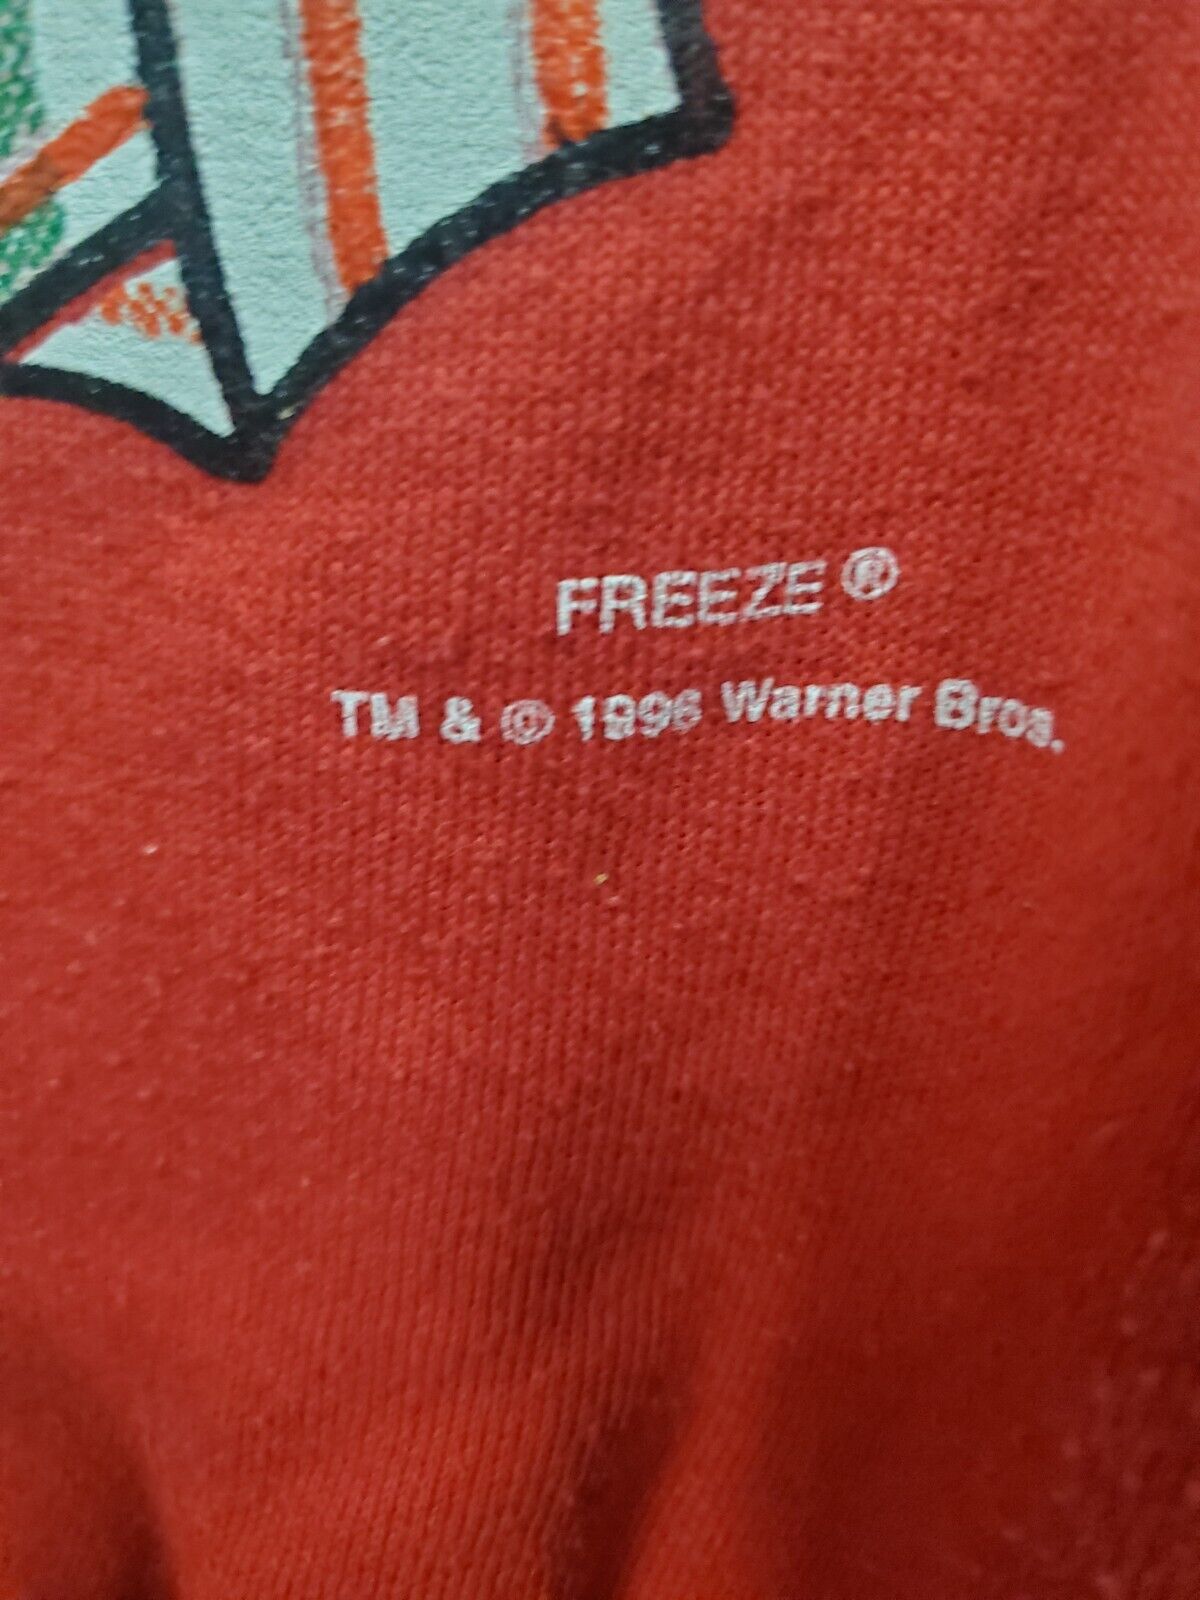 FREEZE ®
TM & © 1996 Warner Bros.